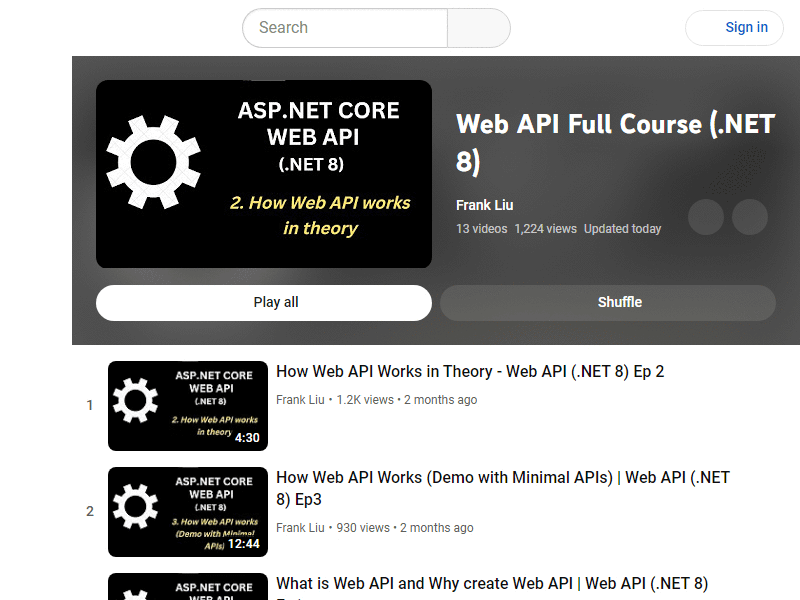 Search
Sign in
ASP.NET CORE
WEB API
(.NET 8)
2. How Web API works
in theory
Web API Full Course (.NET
8)
Frank Liu
13 videos 1,224 views Updated today
Play all
Shuffle
1
ASP.NET CORE
WEB API
(.NET 8)
2. How Web API works
in theory
4:30
How Web API Works in Theory - Web API (.NET 8) Ep 2
Frank Liu • 1.2K views • 2 months ago
2
ASP.NET CORE
WEB API
(.NET 8)
3. How Web API works
(Demo with Minimal
APIs)
12:44
How Web API Works (Demo with Minimal APIs) | Web API (.NET
8) Ep3
Frank Liu • 930 views • 2 months ago
ASP.NET CORE
WEB API
What is Web API and Why create Web API | Web API (.NET 8)